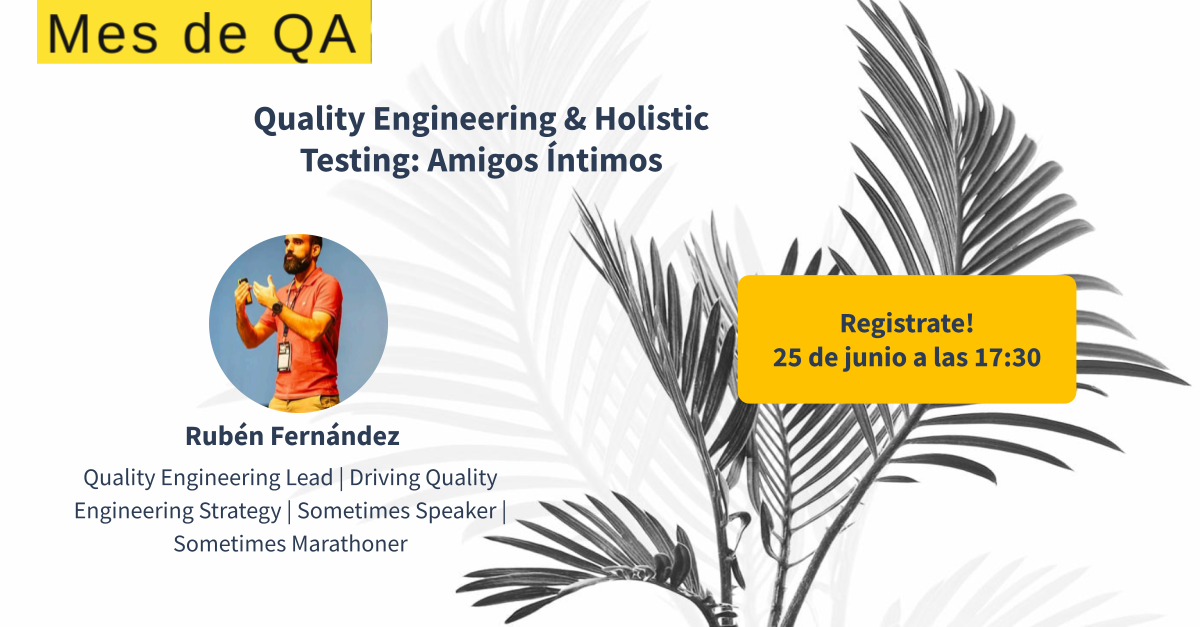 Mes de QA
Quality Engineering & Holistic
Testing: Amigos Íntimos
Registrate!
25 de junio a las 17:30
Rubén Fernández
Quality Engineering Lead | Driving Quality
Engineering Strategy | Sometimes Speaker |
Sometimes Marathoner